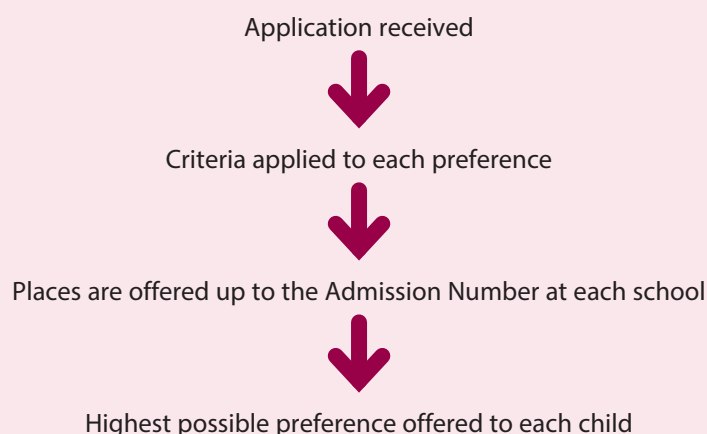 Application received
Criteria applied to each preference
Places are offered up to the Admission Number at each school
Highest possible preference offered to each child